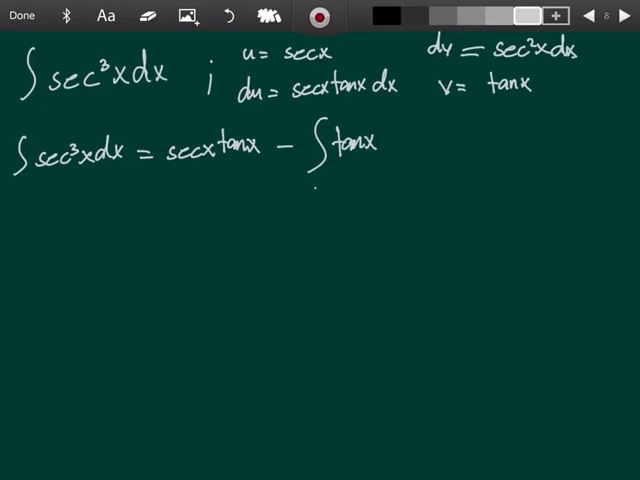 Done Aa 8
∫ sec³x dx ; u = secx dv = sec²x dx
du = secx tanx dx v = tanx
∫ sec³x dx = secx tanx − ∫ tanx